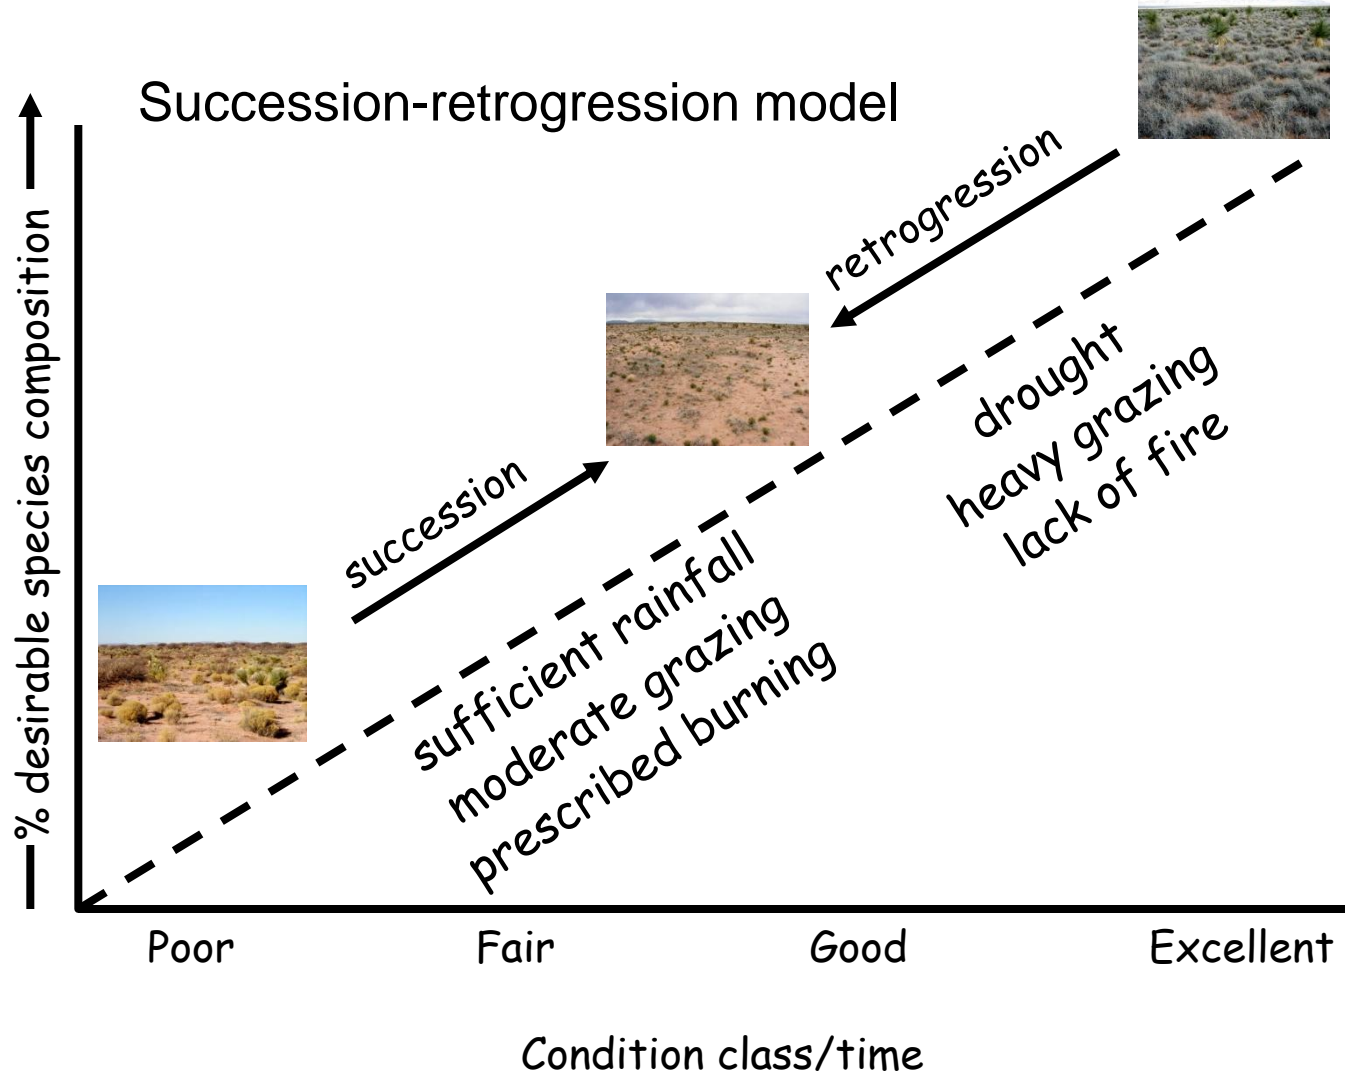 Succession-retrogression model
% desirable species composition
retrogression
succession
drought
heavy grazing
lack of fire
sufficient rainfall
moderate grazing
prescribed burning
Poor
Fair
Good
Excellent
Condition class/time